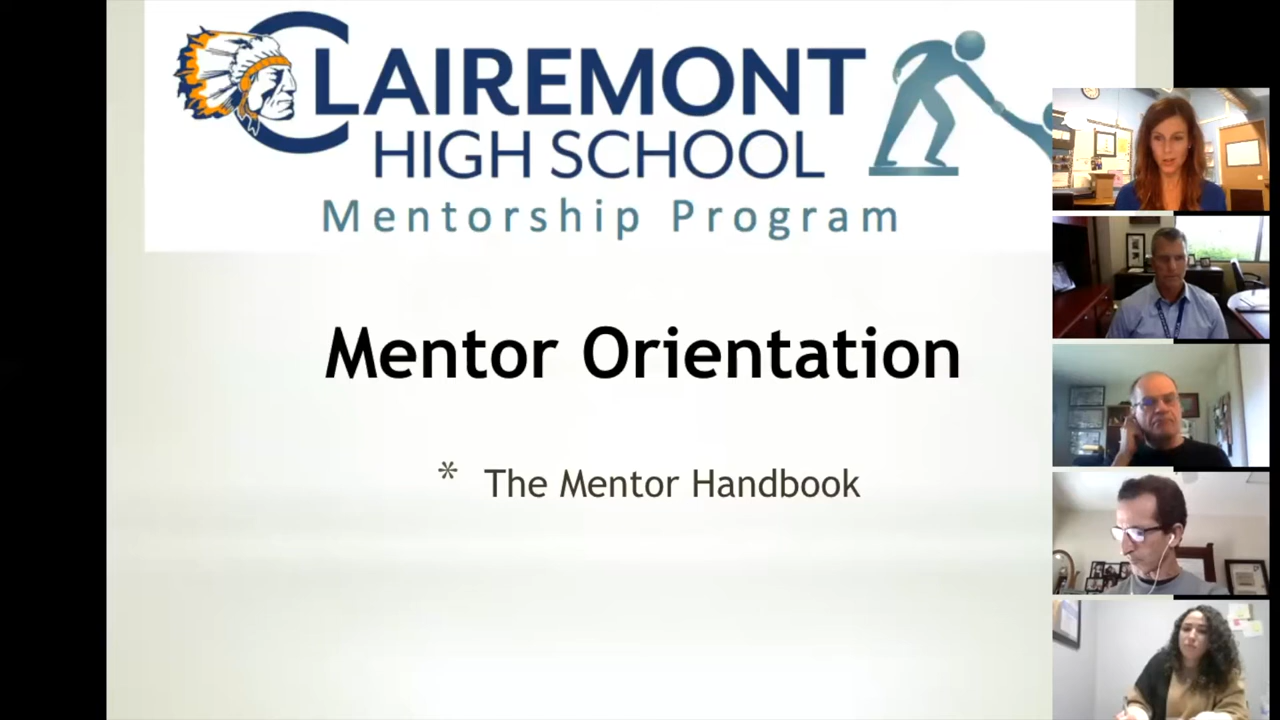 CLAIREMONT
HIGH SCHOOL
Mentorship Program
Mentor Orientation
* The Mentor Handbook